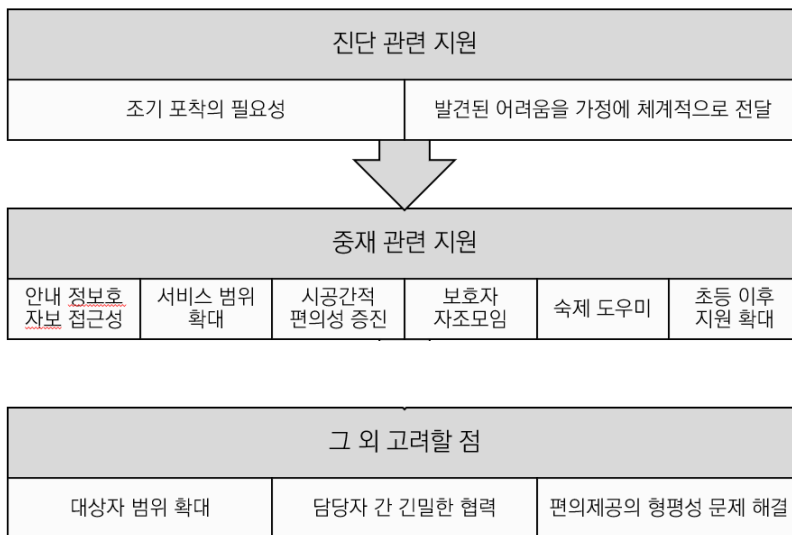 진단 관련 지원
조기 포착의 필요성
발견된 어려움을 가정에 체계적으로 전달
중재 관련 지원
안내 정보호
자보 접근성
서비스 범위
확대
시공간적
편의성 증진
보호자
자조모임
숙제 도우미
초등 이후
지원 확대
그 외 고려할 점
대상자 범위 확대
담당자 간 긴밀한 협력
편의제공의 형평성 문제 해결